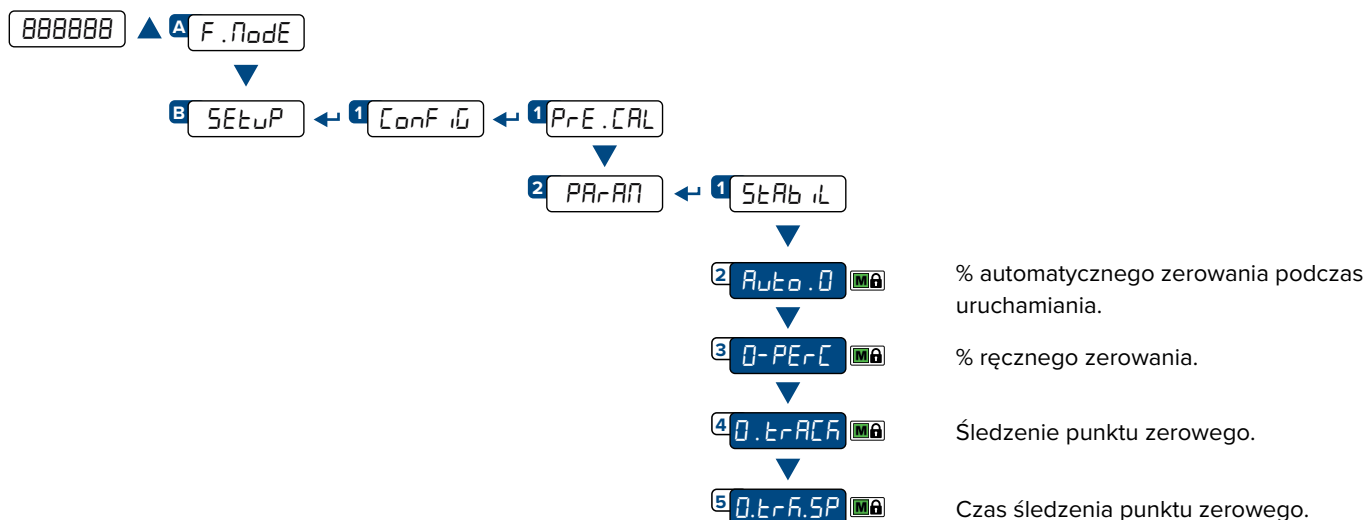 888888 A F.ModE
B SEtuP 1 ConFiG 1 PrE.CAL
2 PArAM 1 StAbiL
2 Auto.0 M % automatycznego zerowania podczas
uruchamiania.
3 0-PErC M % ręcznego zerowania.
4 0.trACK M Śledzenie punktu zerowego.
5 0.trK.SP M Czas śledzenia punktu zerowego.